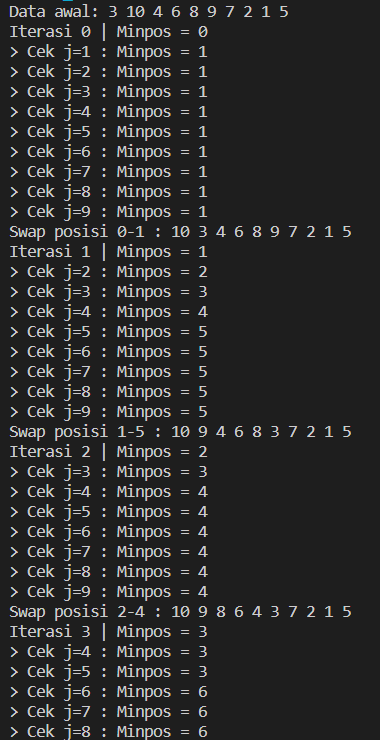 Data awal: 3 10 4 6 8 9 7 2 1 5
Iterasi 0 | Minpos = 0
> Cek j=1 : Minpos = 1
> Cek j=2 : Minpos = 1
> Cek j=3 : Minpos = 1
> Cek j=4 : Minpos = 1
> Cek j=5 : Minpos = 1
> Cek j=6 : Minpos = 1
> Cek j=7 : Minpos = 1
> Cek j=8 : Minpos = 1
> Cek j=9 : Minpos = 1
Swap posisi 0-1 : 10 3 4 6 8 9 7 2 1 5
Iterasi 1 | Minpos = 1
> Cek j=2 : Minpos = 2
> Cek j=3 : Minpos = 3
> Cek j=4 : Minpos = 4
> Cek j=5 : Minpos = 5
> Cek j=6 : Minpos = 5
> Cek j=7 : Minpos = 5
> Cek j=8 : Minpos = 5
> Cek j=9 : Minpos = 5
Swap posisi 1-5 : 10 9 4 6 8 3 7 2 1 5
Iterasi 2 | Minpos = 2
> Cek j=3 : Minpos = 3
> Cek j=4 : Minpos = 4
> Cek j=5 : Minpos = 4
> Cek j=6 : Minpos = 4
> Cek j=7 : Minpos = 4
> Cek j=8 : Minpos = 4
> Cek j=9 : Minpos = 4
Swap posisi 2-4 : 10 9 8 6 4 3 7 2 1 5
Iterasi 3 | Minpos = 3
> Cek j=4 : Minpos = 3
> Cek j=5 : Minpos = 3
> Cek j=6 : Minpos = 6
> Cek j=7 : Minpos = 6
> Cek j=8 : Minpos = 6